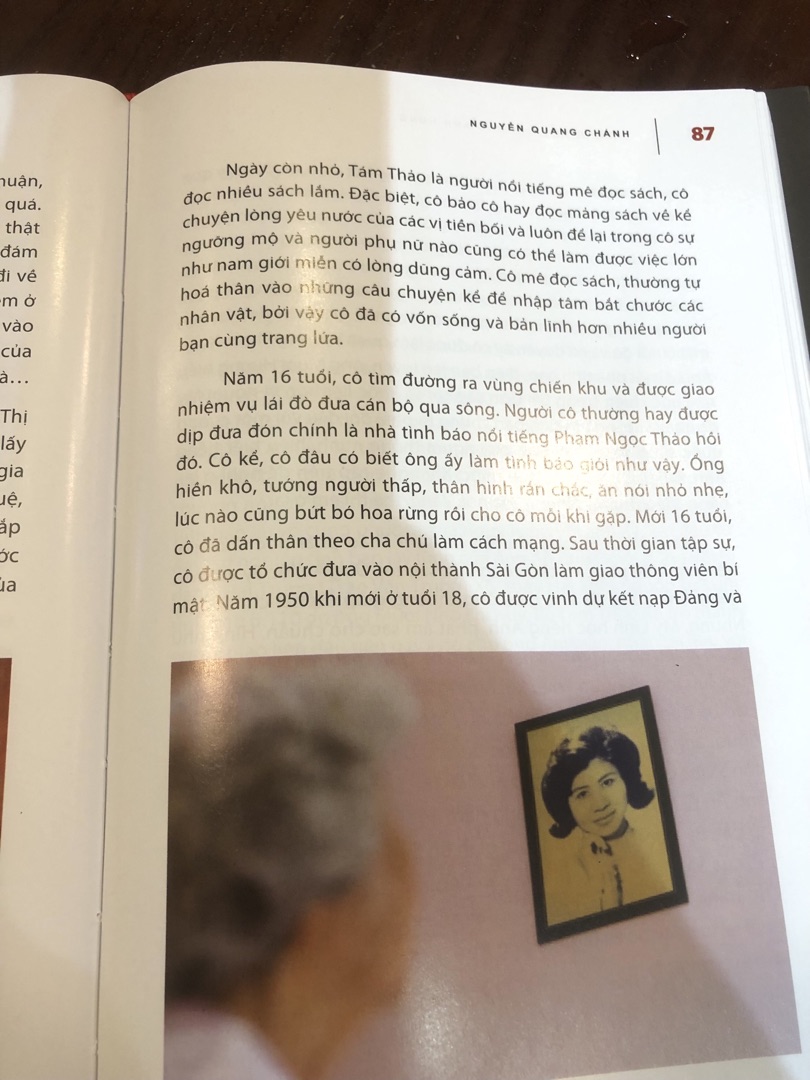 huận,
quá.
thật
đám
đi về
m ở
vào
của
à...
Thị
lấy
gia
uệ,
ắp
ớc
ủa
NGUYỄN QUANG CHÁNH
87
Ngày còn nhỏ, Tám Thảo là người nổi tiếng mê đọc sách, cô
đọc nhiều sách lắm. Đặc biệt, cô bảo cô hay đọc mảng sách về kể
chuyện lòng yêu nước của các vị tiền bối và luôn để lại trong cô sự
ngưỡng mộ và người phụ nữ nào cũng có thể làm được việc lớn
như nam giới miễn có lòng dũng cảm. Cô mê đọc sách, thường tự
hoá thân vào những câu chuyện kể để nhập tâm bắt chước các
nhân vật, bởi vậy cô đã có vốn sống và bản lĩnh hơn nhiều người
bạn cùng trang lứa.
Năm 16 tuổi, cô tìm đường ra vùng chiến khu và được giao
nhiệm vụ lái đò đưa cán bộ qua sông. Người cô thường hay được
dịp đưa đón chính là nhà tình báo nổi tiếng Phạm Ngọc Thảo hồi
đó. Cô kể, cô đâu có biết ông ấy làm tình báo giỏi như vậy. Ông
hiền khô, tướng người thấp, thân hình rắn chắc, ăn nói nhỏ nhẹ,
lúc nào cũng bứt bó hoa rừng rồi cho cô mỗi khi gặp. Mới 16 tuổi,
cô đã dấn thân theo cha chú làm cách mạng. Sau thời gian tập sự,
cô được tổ chức đưa vào nội thành Sài Gòn làm giao thông viên bí
mật. Năm 1950 khi mới ở tuổi 18, cô được vinh dự kết nạp Đảng và